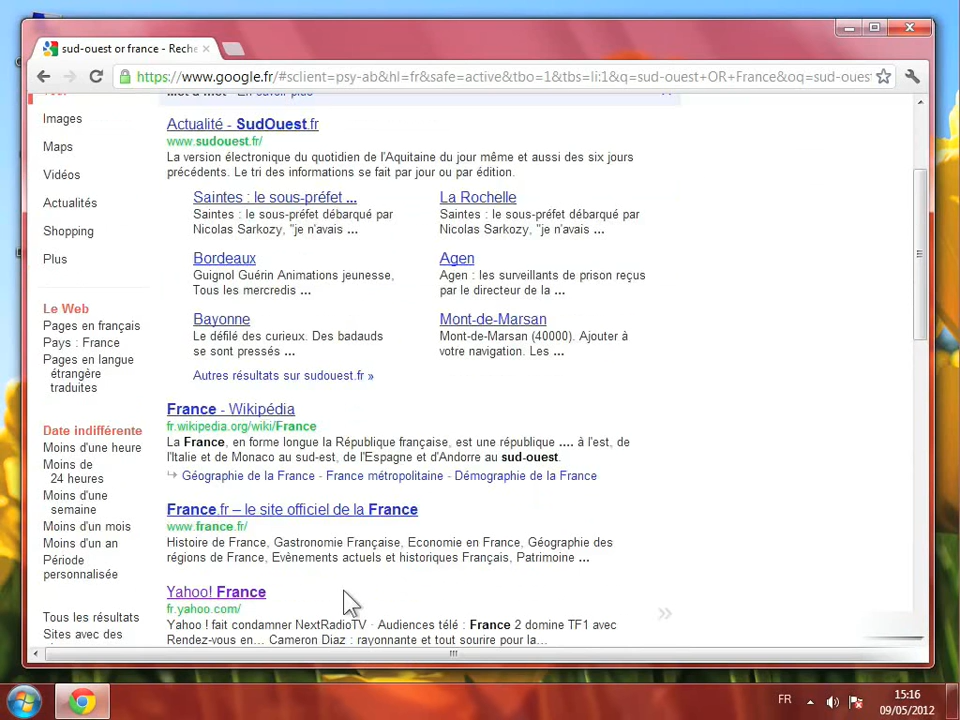 sud-ouest or france - Reche
https://www.google.fr/#sclient=psy-ab&hl=fr&safe=active&tbo=1&tbs=li:1&q=sud-ouest+OR+France&oq=sud-oues
Tout
Mot à mot - En savoir plus
Images
Maps
Vidéos
Actualités
Shopping
Plus
Le Web
Pages en français
Pays : France
Pages en langue
étrangère
traduites
Date indifférente
Moins d'une heure
Moins de
24 heures
Moins d'une
semaine
Moins d'un mois
Moins d'un an
Période
personnalisée
Tous les résultats
Sites avec des
Actualité - SudOuest.fr
www.sudouest.fr/
La version électronique du quotidien de l'Aquitaine du jour même et aussi des six jours
précédents. Le tri des informations se fait par jour ou par édition.
Saintes : le sous-préfet ...
Saintes : le sous-préfet débarqué par
Nicolas Sarkozy, "je n'avais ...
La Rochelle
Saintes : le sous-préfet débarqué par
Nicolas Sarkozy, "je n'avais ...
Bordeaux
Guignol Guérin Animations jeunesse,
Tous les mercredis ...
Agen
Agen : les surveillants de prison reçus
par le directeur de la ...
Bayonne
Le défilé des curieux. Des badauds
se sont pressés ...
Mont-de-Marsan
Mont-de-Marsan (40000). Ajouter à
votre navigation. Les ...
Autres résultats sur sudouest.fr »
France - Wikipédia
fr.wikipedia.org/wiki/France
La France, en forme longue la République française, est une république .... à l'est, de
l'Italie et de Monaco au sud-est, de l'Espagne et d'Andorre au sud-ouest.
Géographie de la France - France métropolitaine - Démographie de la France
France.fr – le site officiel de la France
www.france.fr/
Histoire de France, Gastronomie Française, Economie en France, Géographie des
régions de France, Evènements actuels et historiques Français, Patrimoine ...
Yahoo! France
fr.yahoo.com/
Yahoo ! fait condamner NextRadioTV · Audiences télé : France 2 domine TF1 avec
Rendez-vous en... Cameron Diaz : rayonnante et tout sourire pour la...
FR
15:16
09/05/2012